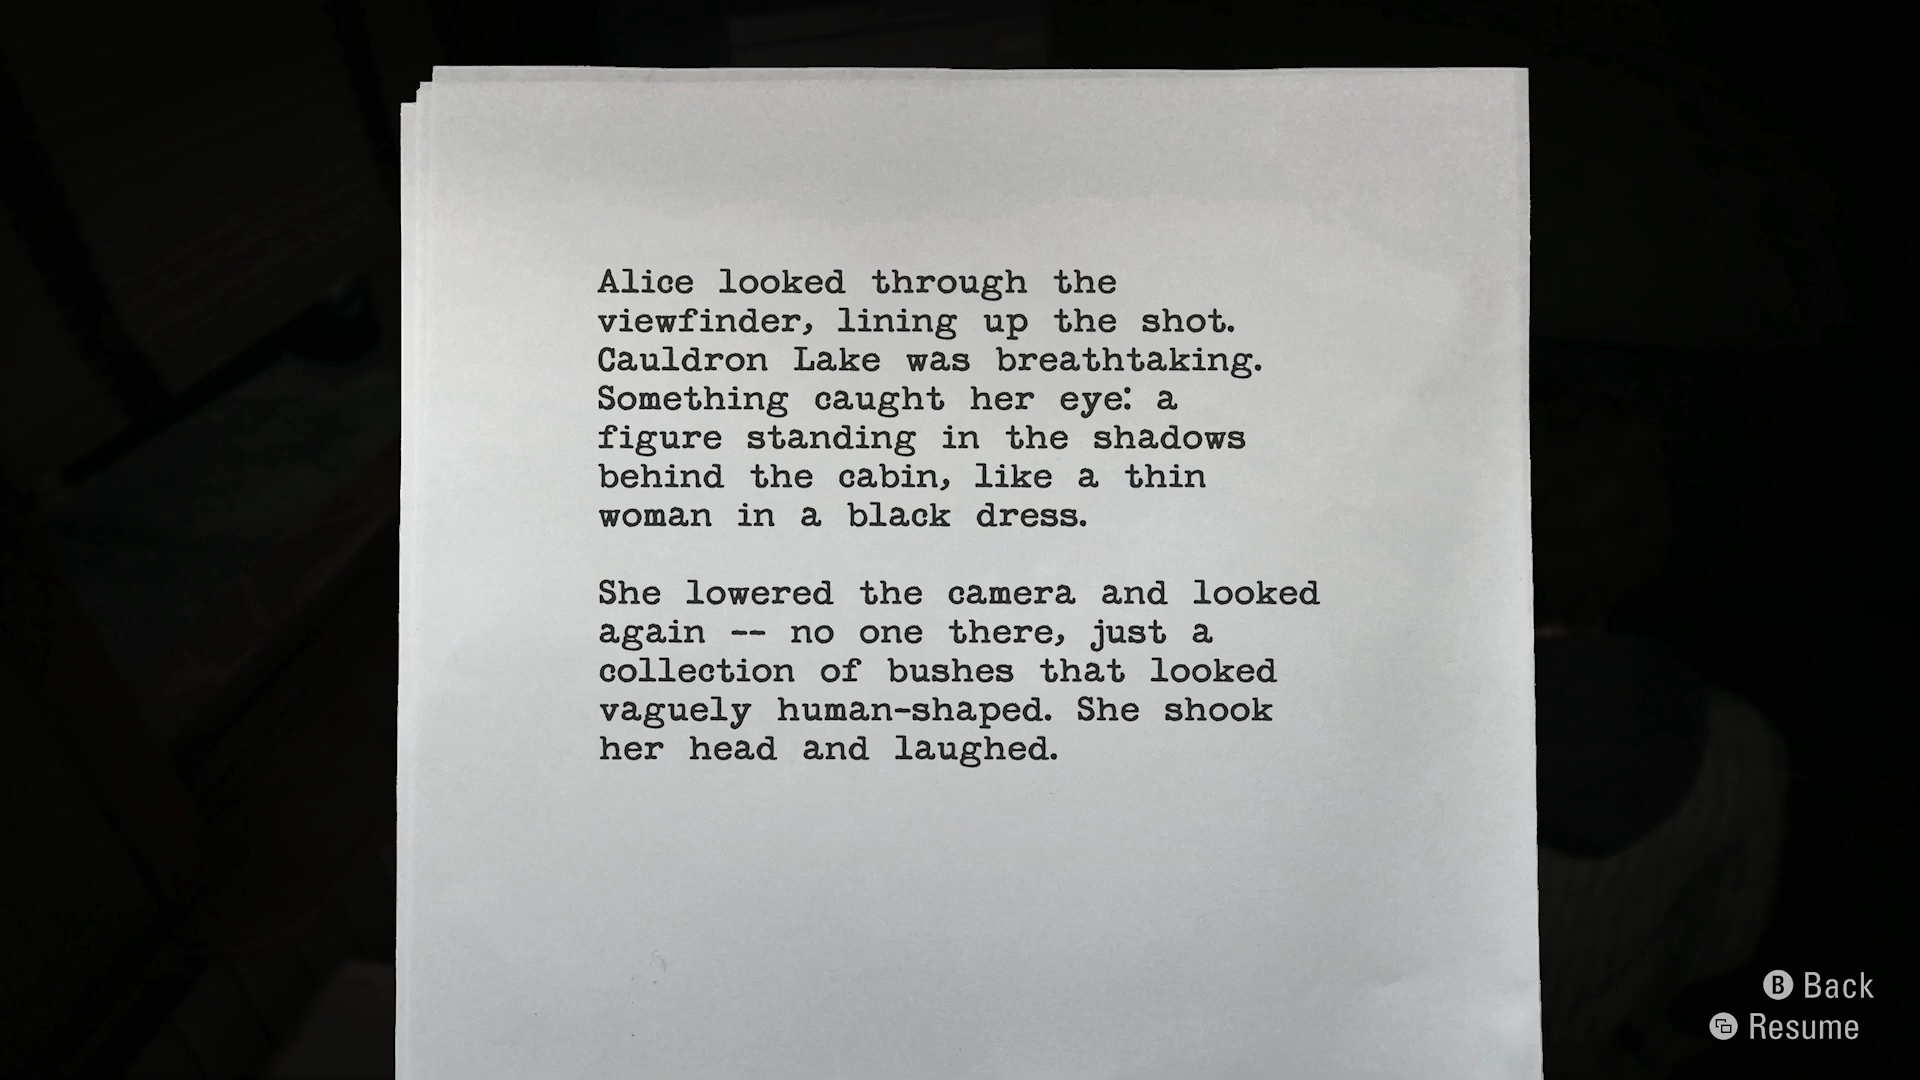 Alice looked through the
viewfinder, lining up the shot.
Cauldron Lake was breathtaking.
Something caught her eye: a
figure standing in the shadows
behind the cabin, like a thin
woman in a black dress.
She lowered the camera and looked
again -- no one there, just a
collection of bushes that looked
vaguely human-shaped. She shook
her head and laughed.
B Back
Resume